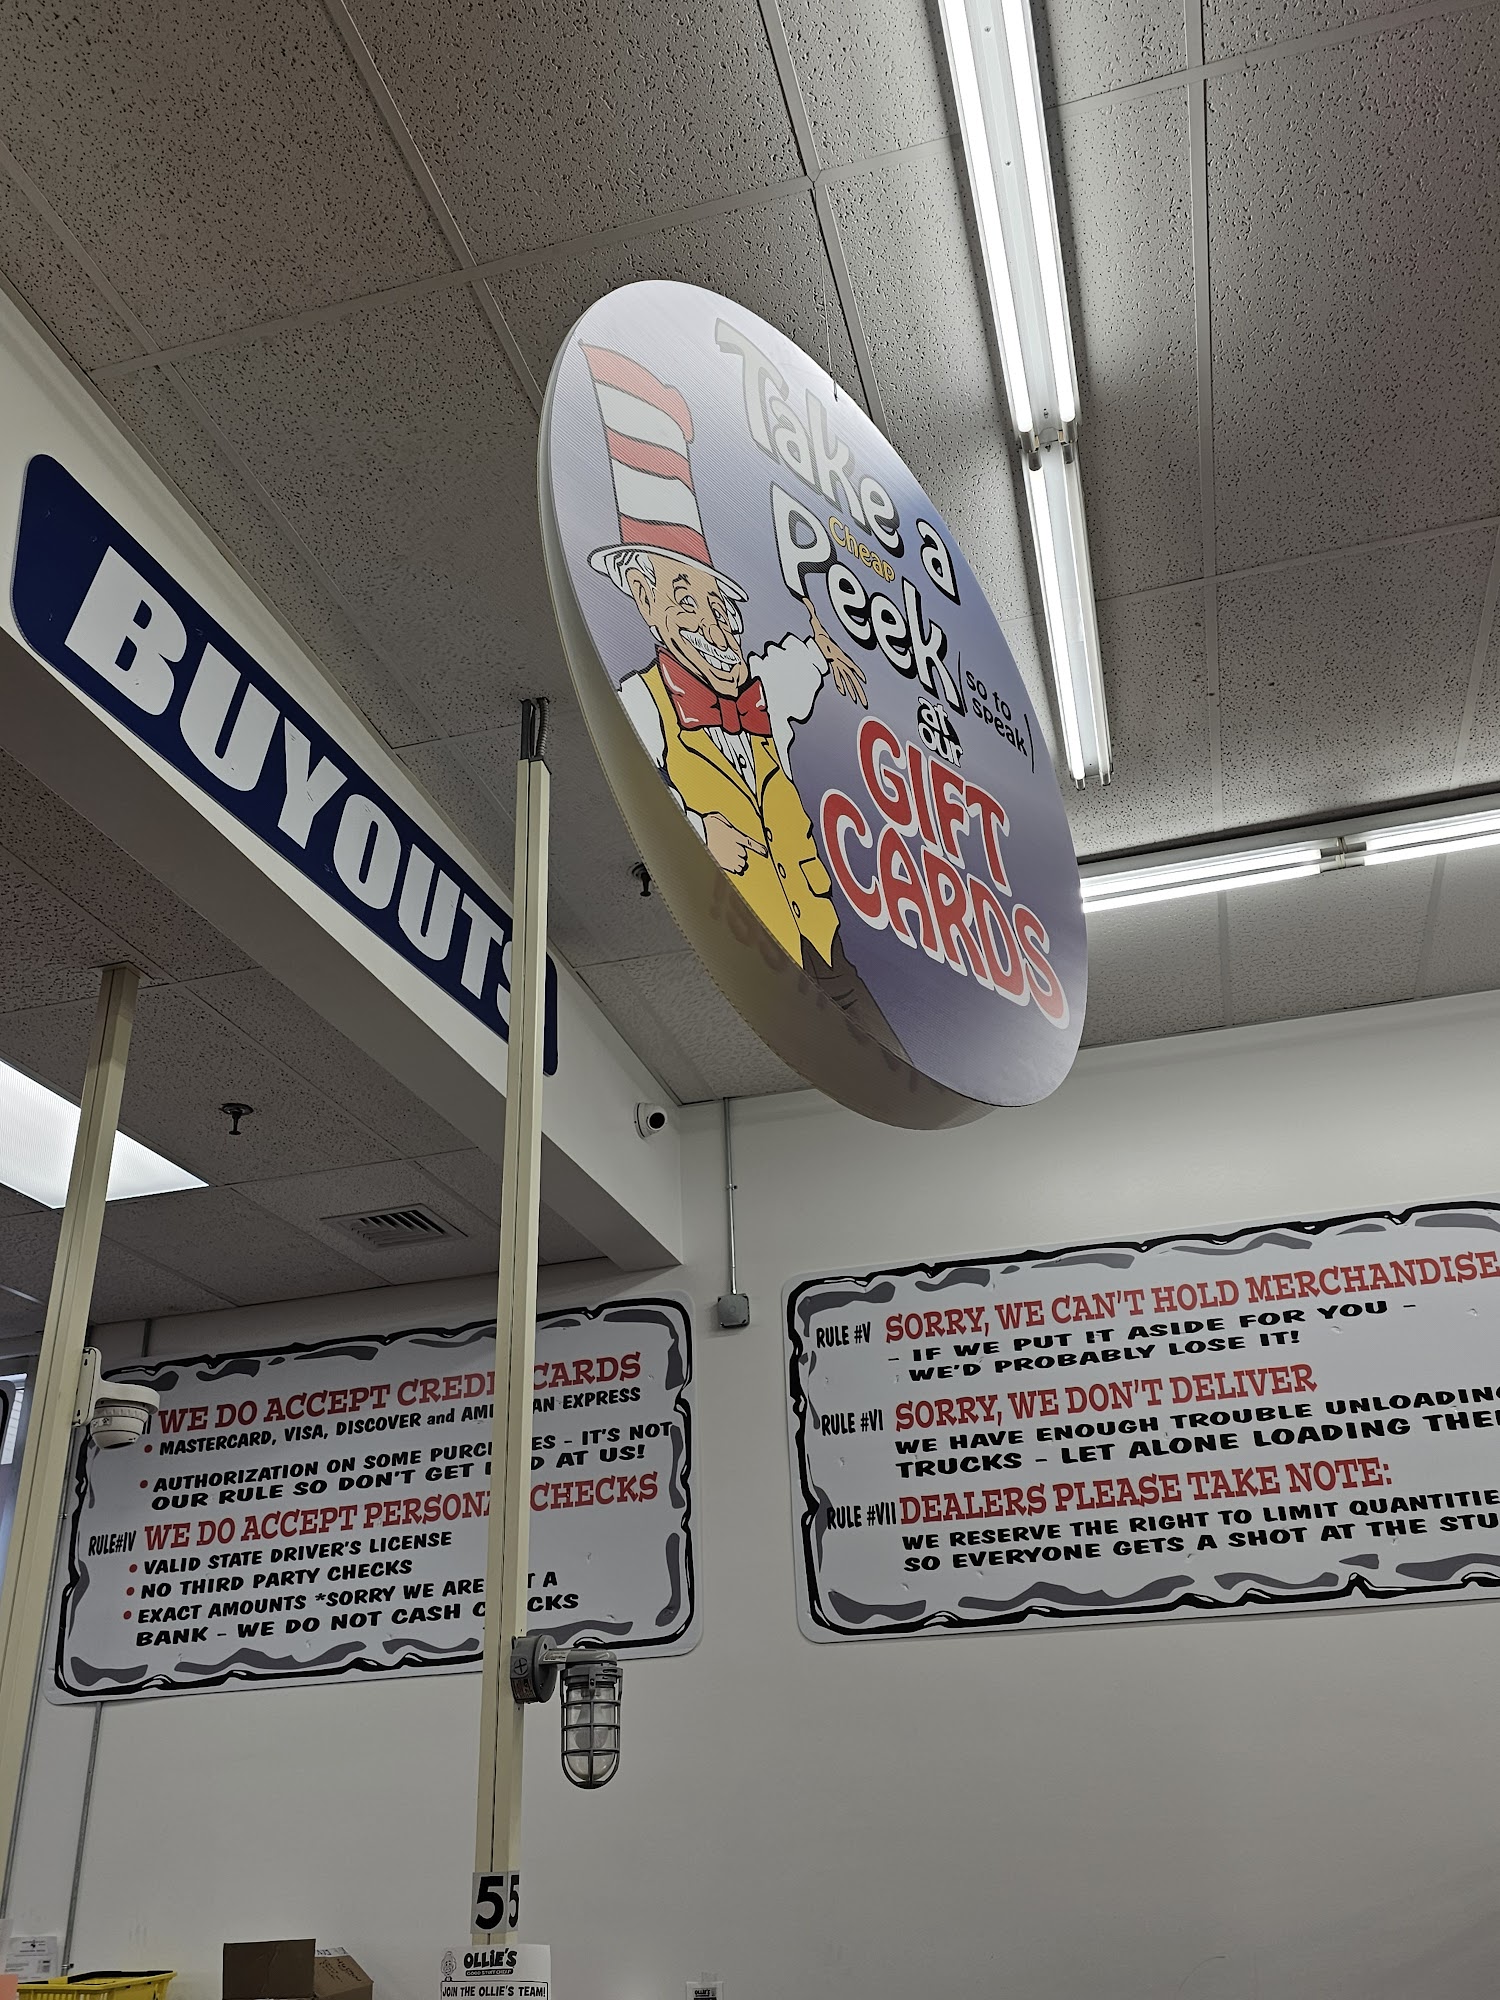 BUYOUTS
Take a
Cheap
Peek
(so to
speak)
at
our
GIFT
CARDS
WE DO ACCEPT CREDI CARDS
• MASTERCARD, VISA, DISCOVER and AM AN EXPRESS
• AUTHORIZATION ON SOME PURC ES - IT'S NOT
OUR RULE SO DON'T GET D AT US!
RULE #IV WE DO ACCEPT PERSON CHECKS
• VALID STATE DRIVER'S LICENSE
• NO THIRD PARTY CHECKS
• EXACT AMOUNTS *SORRY WE ARE T A
BANK - WE DO NOT CASH C CKS
RULE #V SORRY, WE CAN'T HOLD MERCHANDISE
- IF WE PUT IT ASIDE FOR YOU -
WE'D PROBABLY LOSE IT!
RULE #VI SORRY, WE DON'T DELIVER
WE HAVE ENOUGH TROUBLE UNLOADING
TRUCKS - LET ALONE LOADING THE
RULE #VII DEALERS PLEASE TAKE NOTE:
WE RESERVE THE RIGHT TO LIMIT QUANTITIE
SO EVERYONE GETS A SHOT AT THE STU
5 5
OLLIE'S
GOOD STUFF CHEAP
JOIN THE OLLIE'S TEAM!
OLLIE'S